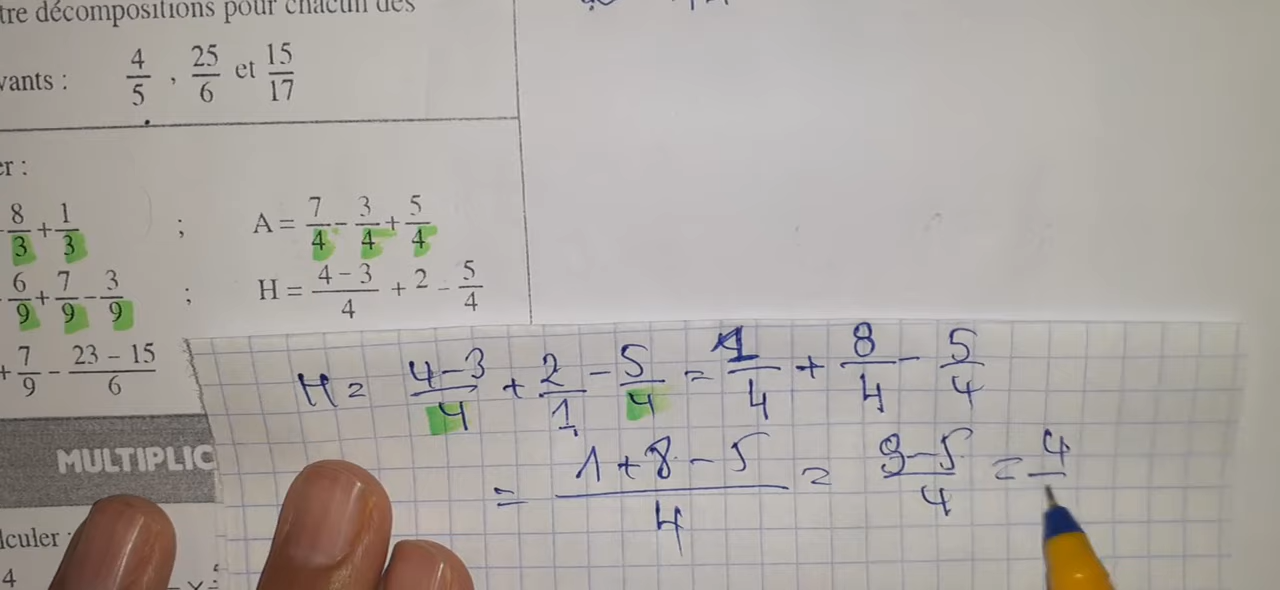 tre décompositions pour chacun des
vants : 4/5 , 25/6 et 15/17
er :
8/3 + 1/3 ; A = 7/4 - 3/4 + 5/4
6/9 + 7/9 - 3/9 ; H = (4 - 3)/4 + 2 - 5/4
+ 7/9 - (23 - 15)/6
H = (4-3)/4 + 2/1 - 5/4 = 1/4 + 8/4 - 5/4
= (1+8-5)/4 = (9-5)/4 = 4/
MULTIPLIC
lculer :
4